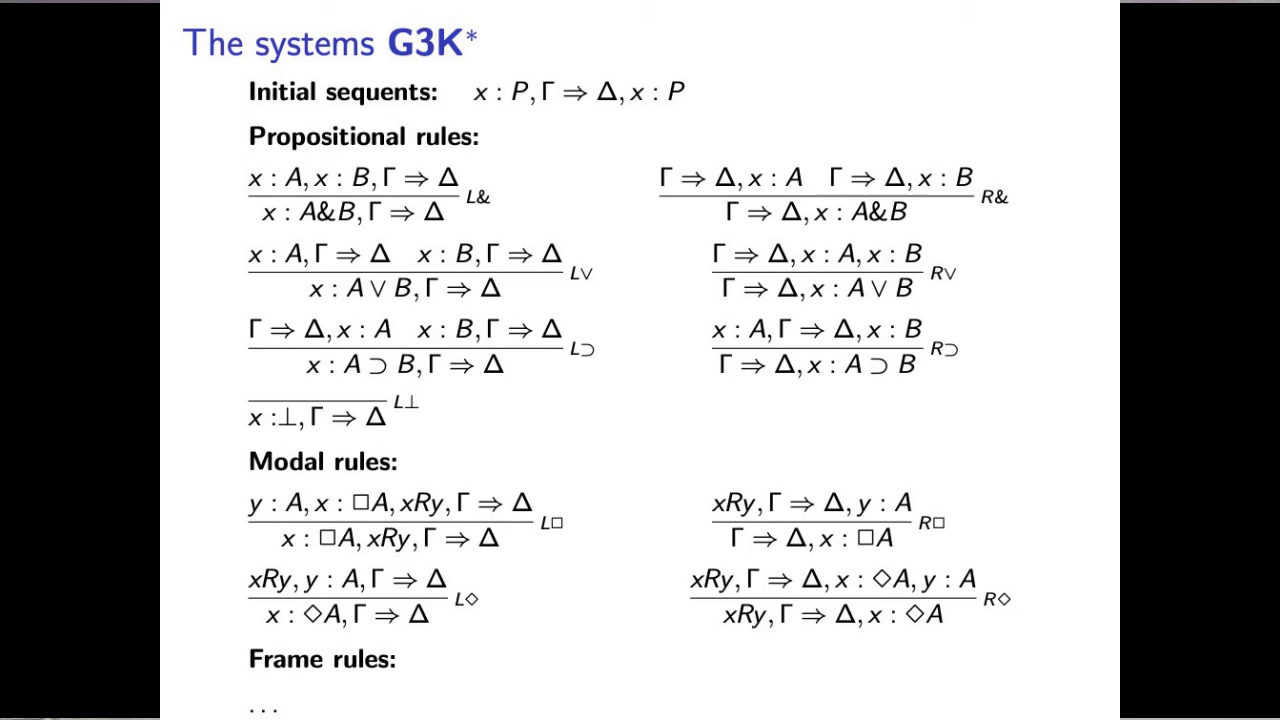 The systems G3K*
Initial sequents: x : P, Γ ⇒ Δ, x : P
Propositional rules:
x : A, x : B, Γ ⇒ Δ
x : A&B, Γ ⇒ Δ
L&
Γ ⇒ Δ, x : A Γ ⇒ Δ, x : B
Γ ⇒ Δ, x : A&B
R&
x : A, Γ ⇒ Δ x : B, Γ ⇒ Δ
x : A ∨ B, Γ ⇒ Δ
L∨
Γ ⇒ Δ, x : A, x : B
Γ ⇒ Δ, x : A ∨ B
R∨
Γ ⇒ Δ, x : A x : B, Γ ⇒ Δ
x : A ⊃ B, Γ ⇒ Δ
L⊃
x : A, Γ ⇒ Δ, x : B
Γ ⇒ Δ, x : A ⊃ B
R⊃
x :⊥, Γ ⇒ Δ
L⊥
Modal rules:
y : A, x : □A, xRy, Γ ⇒ Δ
x : □A, xRy, Γ ⇒ Δ
L□
xRy, Γ ⇒ Δ, y : A
Γ ⇒ Δ, x : □A
R□
xRy, y : A, Γ ⇒ Δ
x : ◇A, Γ ⇒ Δ
L◇
xRy, Γ ⇒ Δ, x : ◇A, y : A
xRy, Γ ⇒ Δ, x : ◇A
R◇
Frame rules:
. . .